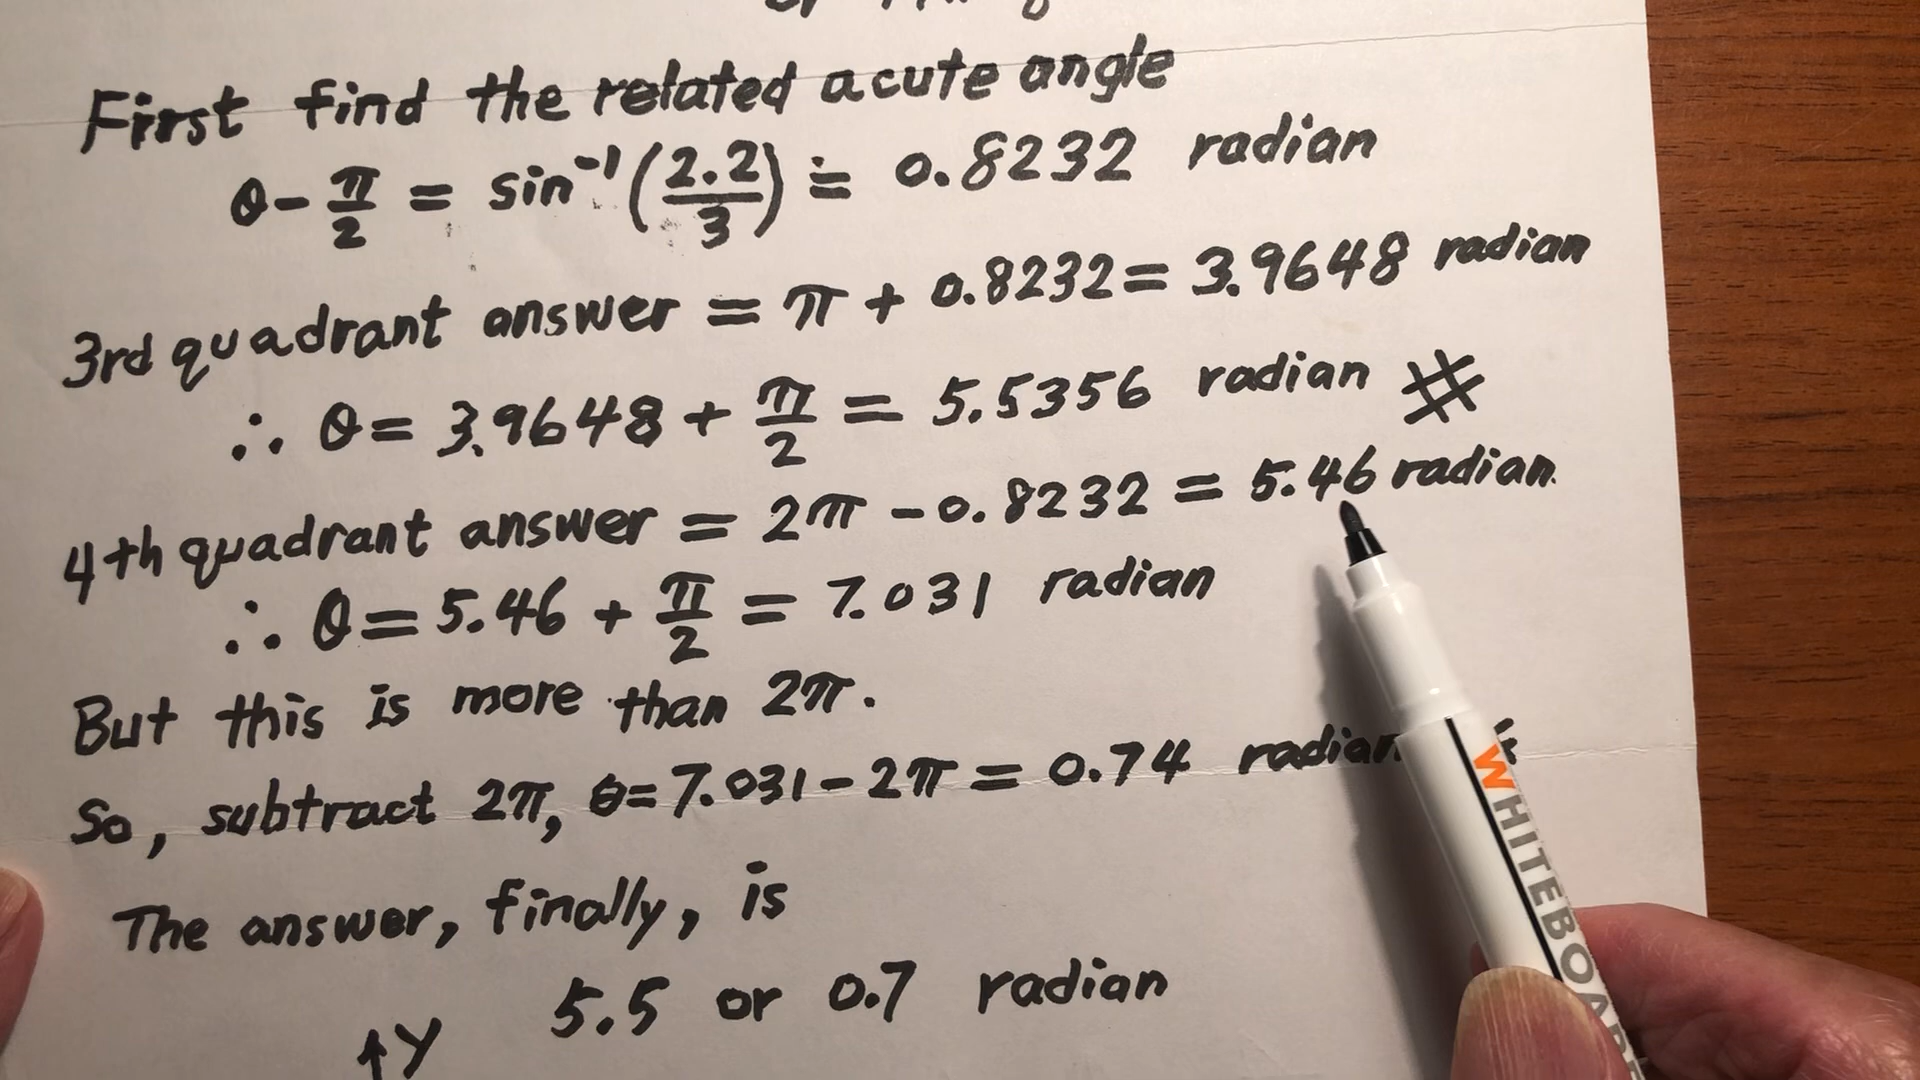 First find the related acute angle
θ - π/2 = sin⁻¹(2.2/3) ≐ 0.8232 radian
3rd quadrant answer = π + 0.8232 = 3.9648 radian
∴ θ = 3.9648 + π/2 = 5.5356 radian #
4th quadrant answer = 2π - 0.8232 = 5.46 radian.
∴ θ = 5.46 + π/2 = 7.031 radian
But this is more than 2π.
So, subtract 2π, θ = 7.031 - 2π = 0.74 radian
The answer, finally, is
5.5 or 0.7 radian
↑y